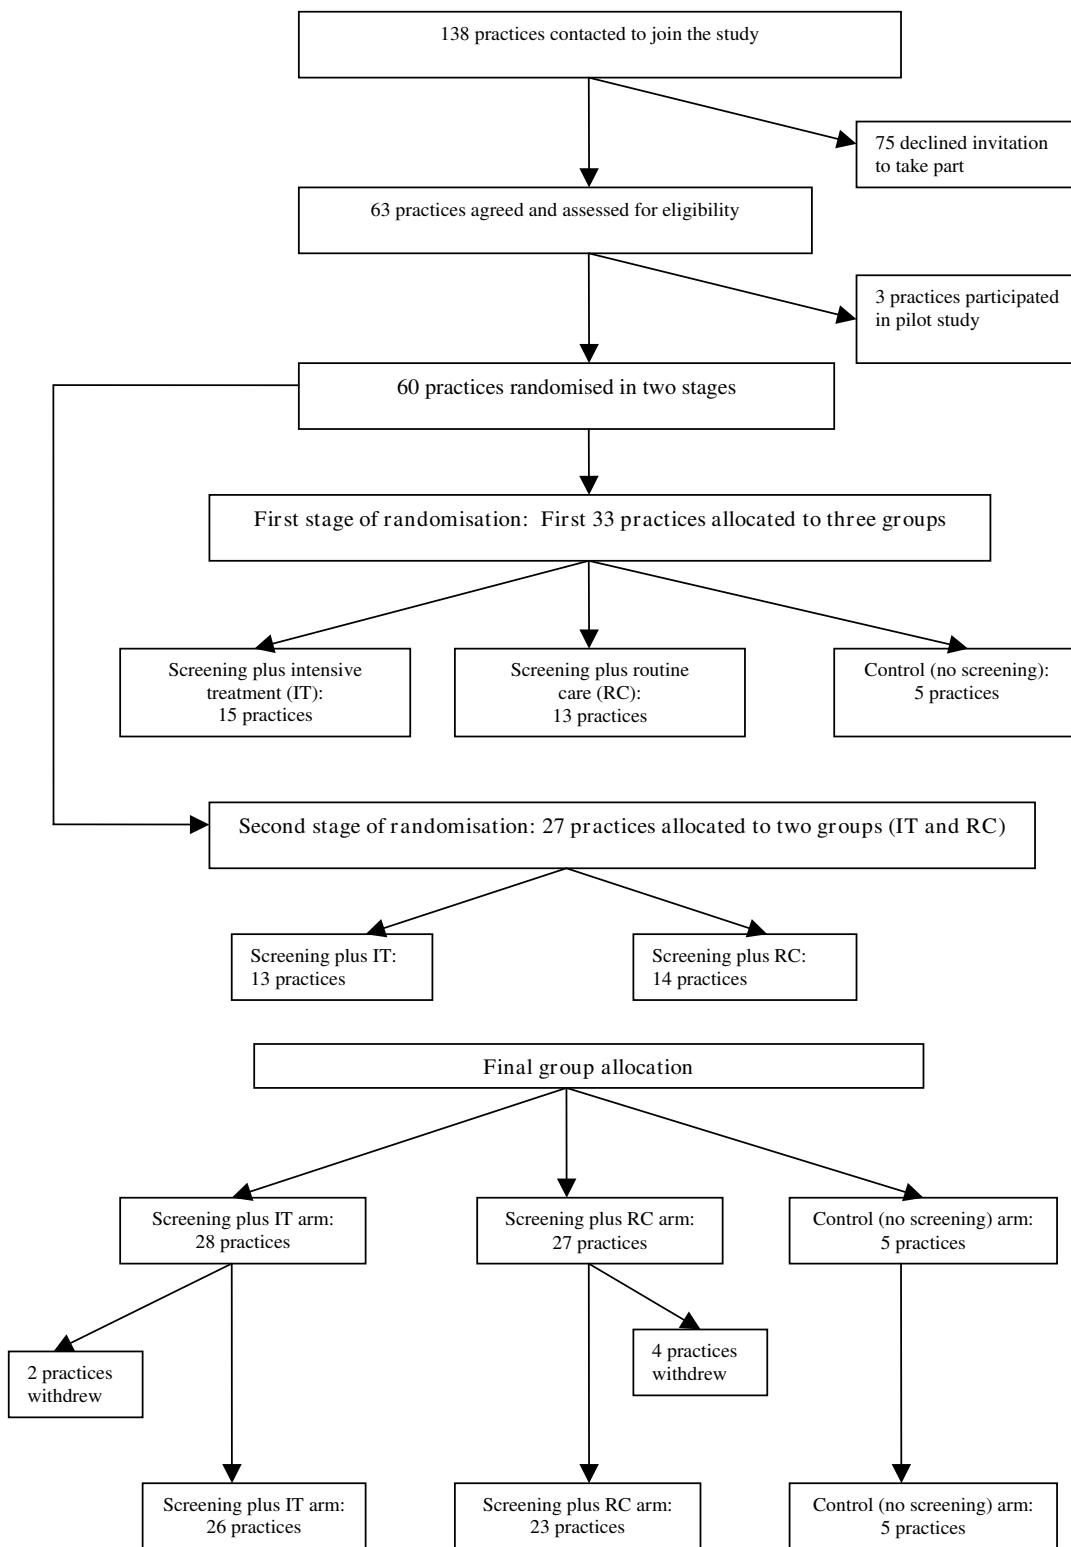 138 practices contacted to join the study
75 declined invitation
to take part
63 practices agreed and assessed for eligibility
3 practices participated
in pilot study
60 practices randomised in two stages
First stage of randomisation: First 33 practices allocated to three groups
Screening plus intensive
treatment (IT):
15 practices
Screening plus routine
care (RC):
13 practices
Control (no screening):
5 practices
Second stage of randomisation: 27 practices allocated to two groups (IT and RC)
Screening plus IT:
13 practices
Screening plus RC:
14 practices
Final group allocation
Screening plus IT arm:
28 practices
Screening plus RC arm:
27 practices
Control (no screening) arm:
5 practices
2 practices
withdrew
4 practices
withdrew
Screening plus IT arm:
26 practices
Screening plus RC arm:
23 practices
Control (no screening) arm:
5 practices